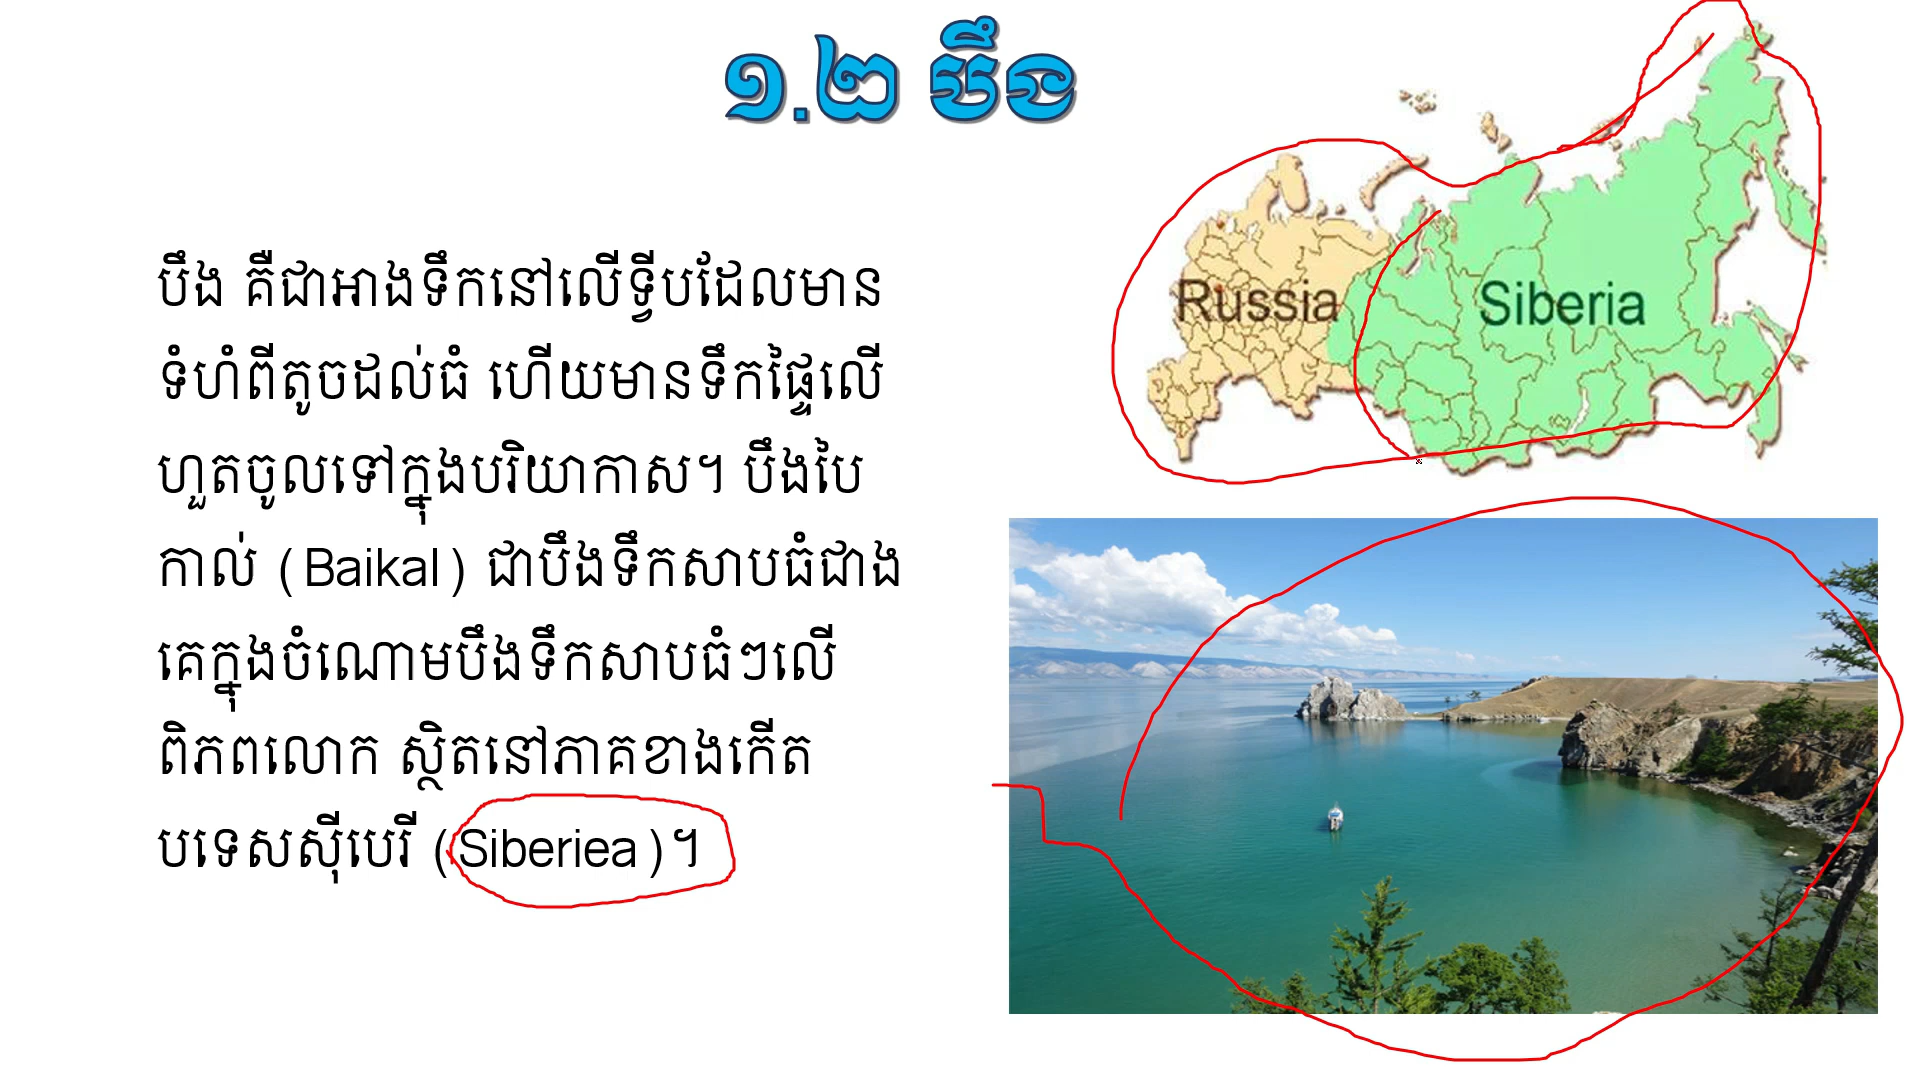 ១.២ បឹង
បឹង គឺជាអាងទឹកនៅលើទ្វីបដែលមាន
ទំហំពីតូចដល់ធំ ហើយមានទឹកផ្ទៃលើ
ហួតចូលទៅក្នុងបរិយាកាស។ បឹងបៃ
កាល់ (Baikal) ជាបឹងទឹកសាបធំជាង
គេក្នុងចំណោមបឹងទឹកសាបធំៗលើ
ពិភពលោក ស្ថិតនៅភាគខាងកើត
បទេសស៊ីបេរី (Siberiea)។
Russia
Siberia